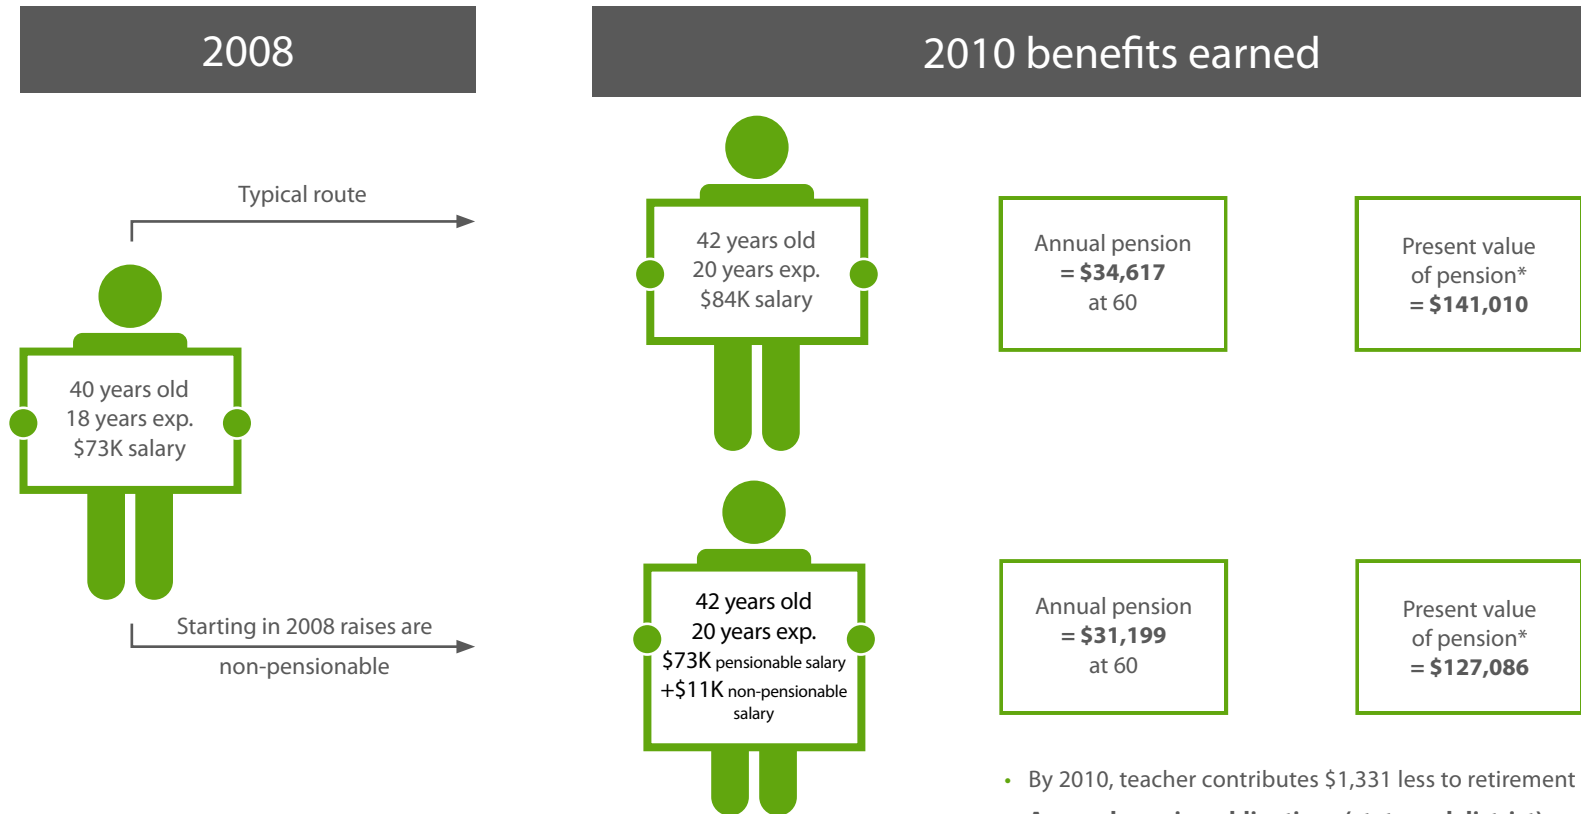 2008
2010 benefits earned
Typical route
40 years old
18 years exp.
$73K salary
Starting in 2008 raises are
non-pensionable
42 years old
20 years exp.
$84K salary
Annual pension
= $34,617
at 60
Present value
of pension*
= $141,010
42 years old
20 years exp.
$73K pensionable salary
+$11K non-pensionable
salary
Annual pension
= $31,199
at 60
Present value
of pension*
= $127,086
• By 2010, teacher contributes $1,331 less to retirement